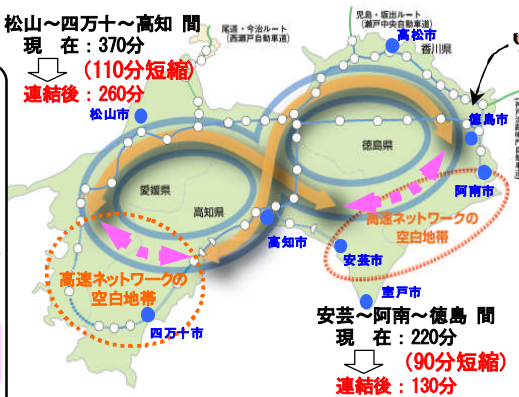 松山～四万十～高知 間
現　在：370分
(110分短縮)
連結後：260分
尾道・今治ルート
(西瀬戸自動車道)
児島・坂出ルート
(瀬戸中央自動車道)
高松市
香川県
松山市
徳島市
徳島県
愛媛県
高知県
阿南市
高速ネットワークの
空白地帯
高知市
安芸市
高速ネットワークの
空白地帯
室戸市
四万十市
安芸～阿南～徳島 間
現　在：220分
(90分短縮)
連結後：130分